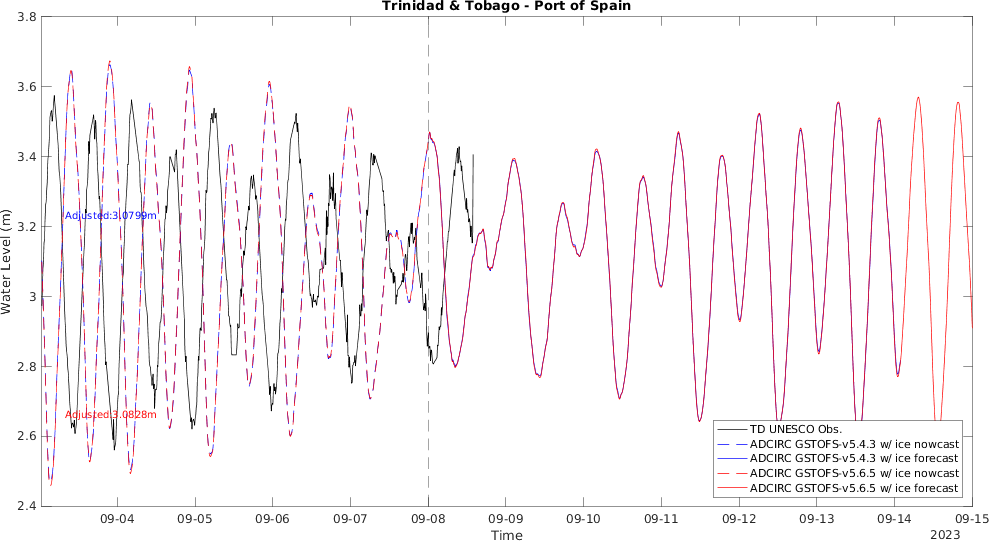 Trinidad & Tobago - Port of Spain
3.8
3.6
3.4
3.2
3
2.8
2.6
2.4
Water Level (m)
Adjusted:3.0799m
Adjusted:3.0828m
TD UNESCO Obs.
ADCIRC GSTOFS-v5.4.3 w/ ice nowcast
ADCIRC GSTOFS-v5.4.3 w/ ice forecast
ADCIRC GSTOFS-v5.6.5 w/ ice nowcast
ADCIRC GSTOFS-v5.6.5 w/ ice forecast
09-04 09-05 09-06 09-07 09-08 09-09 09-10 09-11 09-12 09-13 09-14 09-15
Time
2023